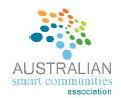 AUSTRALIAN
smart communities
association